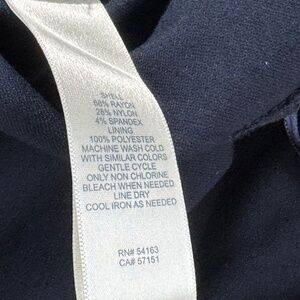 SHELL
68% RAYON
28% NYLON
4% SPANDEX
LINING
100% POLYESTER
MACHINE WASH COLD
WITH SIMILAR COLORS
GENTLE CYCLE
ONLY NON CHLORINE
BLEACH WHEN NEEDED
LINE DRY
COOL IRON AS NEEDED
RN# 54163
CA# 57151